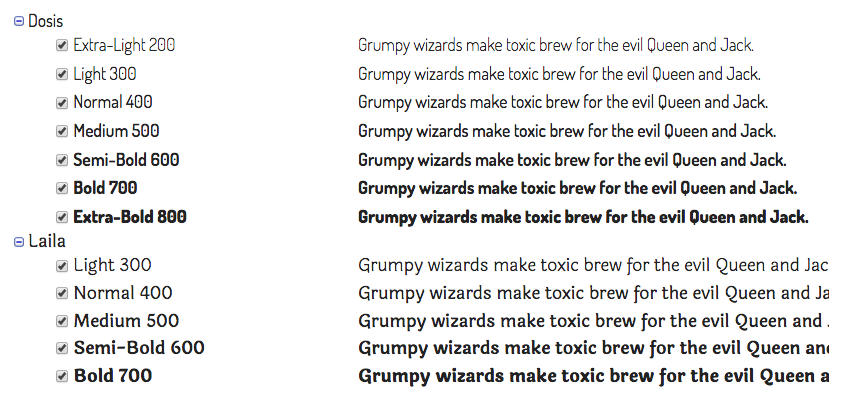 Dosis
Extra-Light 200 Grumpy wizards make toxic brew for the evil Queen and Jack.
Light 300 Grumpy wizards make toxic brew for the evil Queen and Jack.
Normal 400 Grumpy wizards make toxic brew for the evil Queen and Jack.
Medium 500 Grumpy wizards make toxic brew for the evil Queen and Jack.
Semi-Bold 600 Grumpy wizards make toxic brew for the evil Queen and Jack.
Bold 700 Grumpy wizards make toxic brew for the evil Queen and Jack.
Extra-Bold 800 Grumpy wizards make toxic brew for the evil Queen and Jack.
Laila
Light 300 Grumpy wizards make toxic brew for the evil Queen and Jac
Normal 400 Grumpy wizards make toxic brew for the evil Queen and Ja
Medium 500 Grumpy wizards make toxic brew for the evil Queen and
Semi-Bold 600 Grumpy wizards make toxic brew for the evil Queen an
Bold 700 Grumpy wizards make toxic brew for the evil Queen a